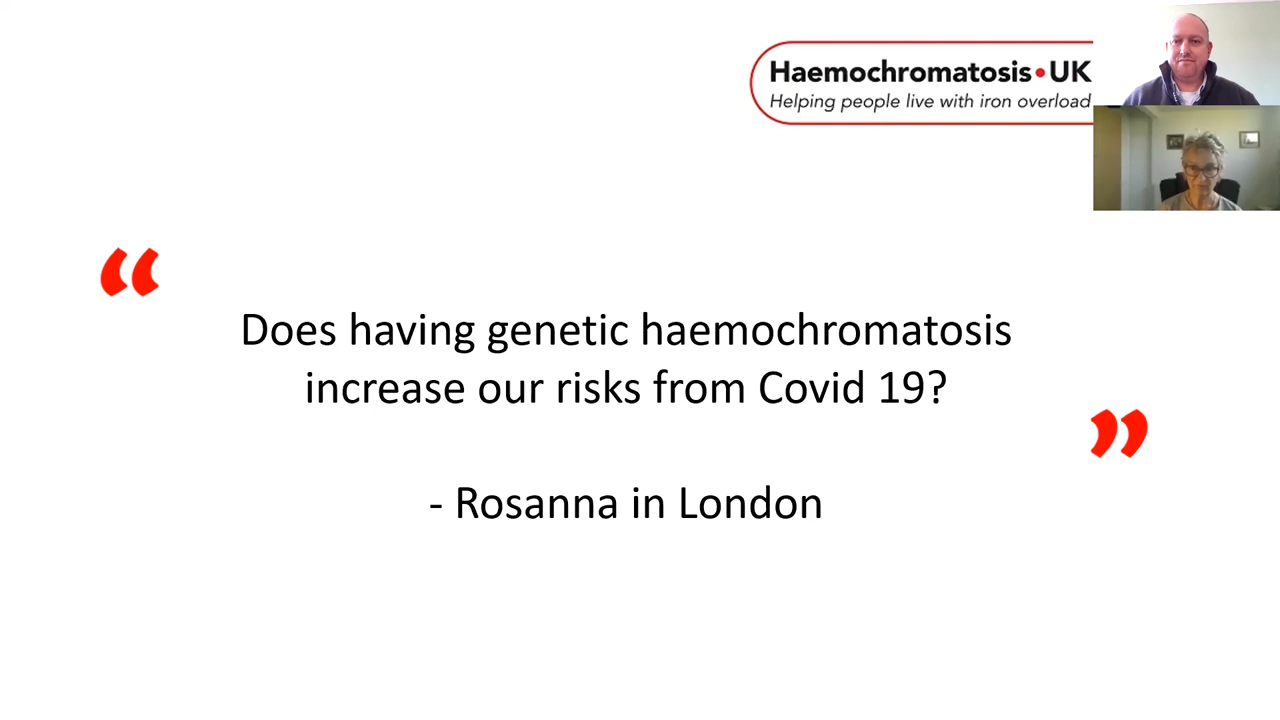 Haemochromatosis•UK
Helping people live with iron overload
“
Does having genetic haemochromatosis
increase our risks from Covid 19?
”
- Rosanna in London